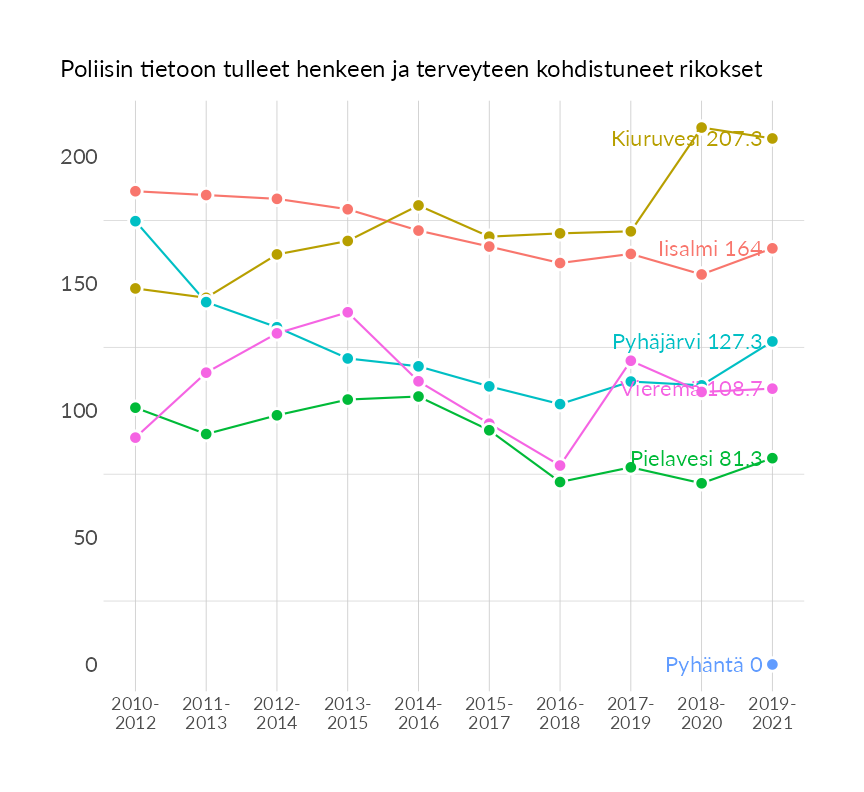 Poliisin tietoon tulleet henkeen ja terveyteen kohdistuneet rikokset
Kiuruvesi 207.3
200
Iisalmi 164
150
Pyhäjärvi 127.3
Vieremä 108.7
100
Pielavesi 81.3
50
Pyhäntä 0
0
2010- 2011- 2012- 2013- 2014- 2015- 2016- 2017- 2018- 2019-
2012 2013 2014 2015 2016 2017 2018 2019 2020 2021